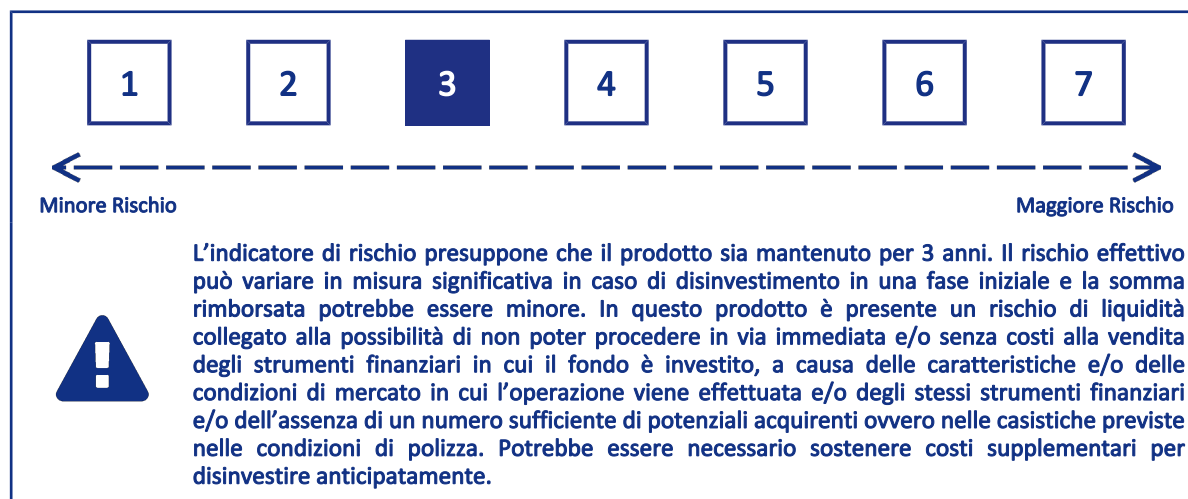 1 2 3 4 5 6 7
Minore Rischio Maggiore Rischio
L'indicatore di rischio presuppone che il prodotto sia mantenuto per 3 anni. Il rischio effettivo
può variare in misura significativa in caso di disinvestimento in una fase iniziale e la somma
rimborsata potrebbe essere minore. In questo prodotto è presente un rischio di liquidità
collegato alla possibilità di non poter procedere in via immediata e/o senza costi alla vendita
degli strumenti finanziari in cui il fondo è investito, a causa delle caratteristiche e/o delle
condizioni di mercato in cui l'operazione viene effettuata e/o degli stessi strumenti finanziari
e/o dell'assenza di un numero sufficiente di potenziali acquirenti ovvero nelle casistiche previste
nelle condizioni di polizza. Potrebbe essere necessario sostenere costi supplementari per
disinvestire anticipatamente.